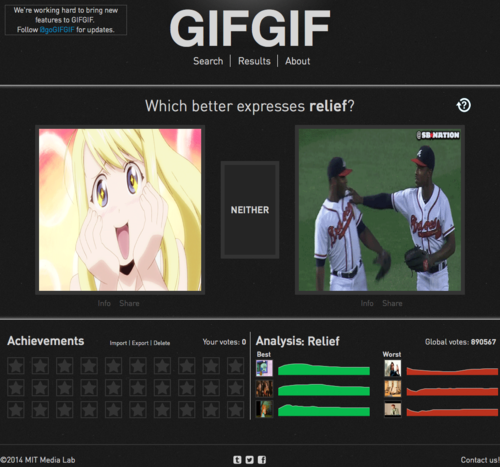 We're working hard to bring new
features to GIFGIF.
Follow @goGIFGIF for updates.
GIFGIF
Search | Results | About
Which better expresses relief?
?
SBNATION
NEITHER
Braves
Info Share
Info Share
Achievements
Import | Export | Delete
Your votes: 0
Analysis: Relief
Global votes: 890567
Best
Worst
©2014 MIT Media Lab
Contact us!